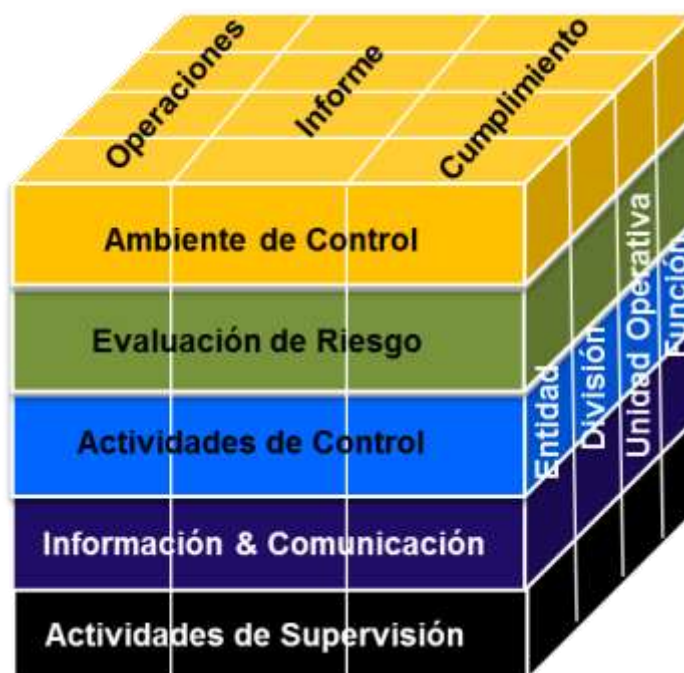 Operaciones
Informe
Cumplimiento
Ambiente de Control
Evaluación de Riesgo
Actividades de Control
Información & Comunicación
Actividades de Supervisión
Entidad
División
Unidad Operativa
Función